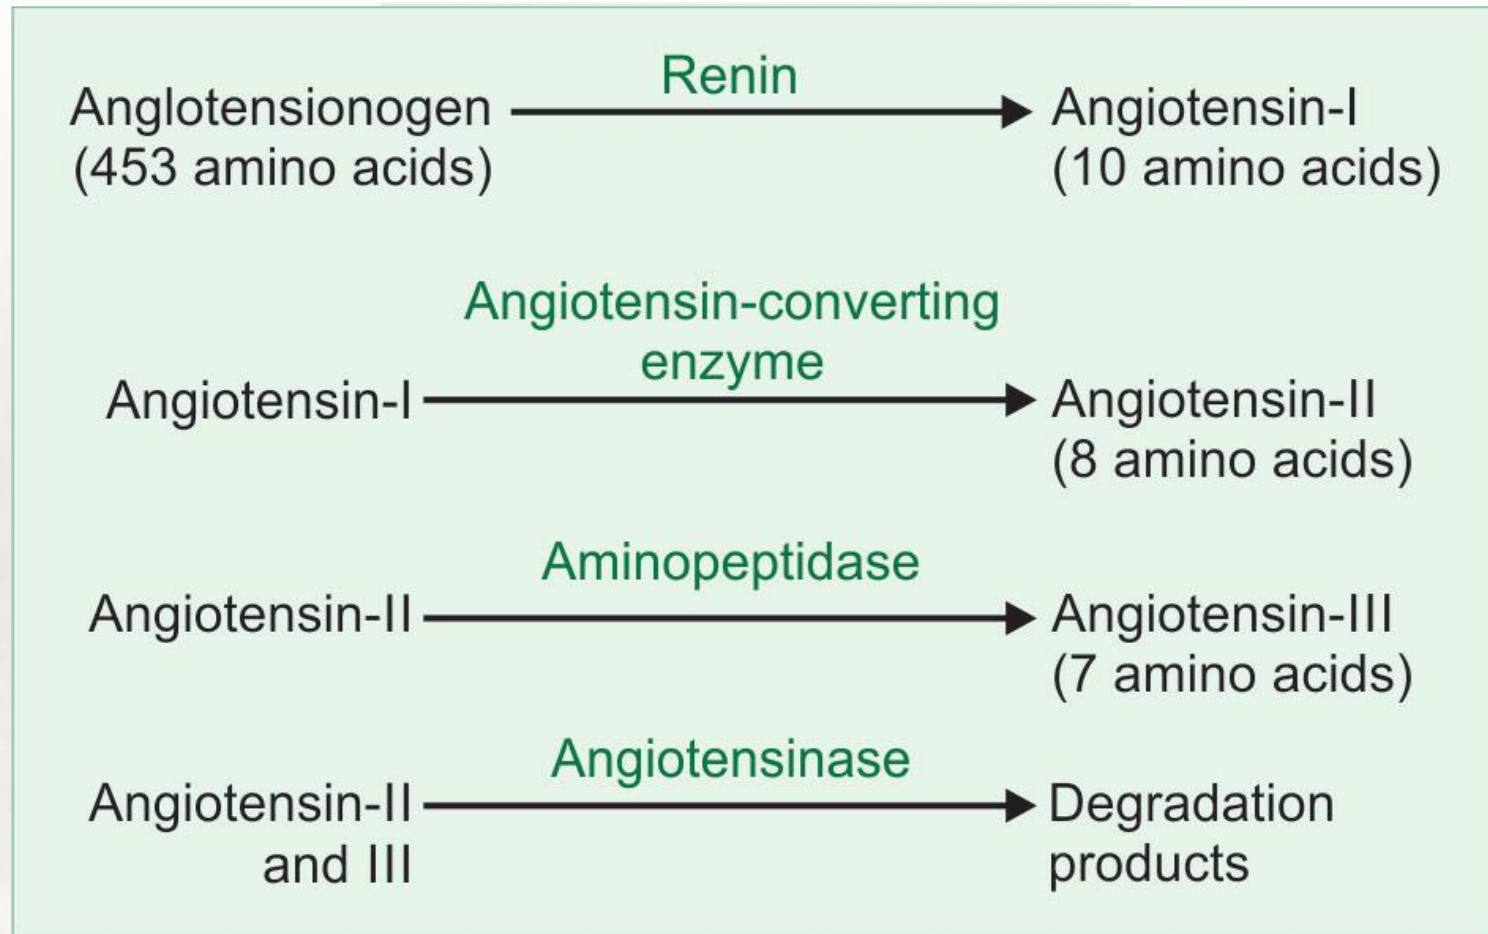 Renin
Anglotensionogen
Angiotensin-I
(453 amino acids)
(10 amino acids)
Angiotensin-converting
enzyme
Angiotensin-I
Angiotensin-II
(8 amino acids)
Aminopeptidase
Angiotensin-II
Angiotensin-III
(7 amino acids)
Angiotensinase
Angiotensin-II
and III
Degradation
products